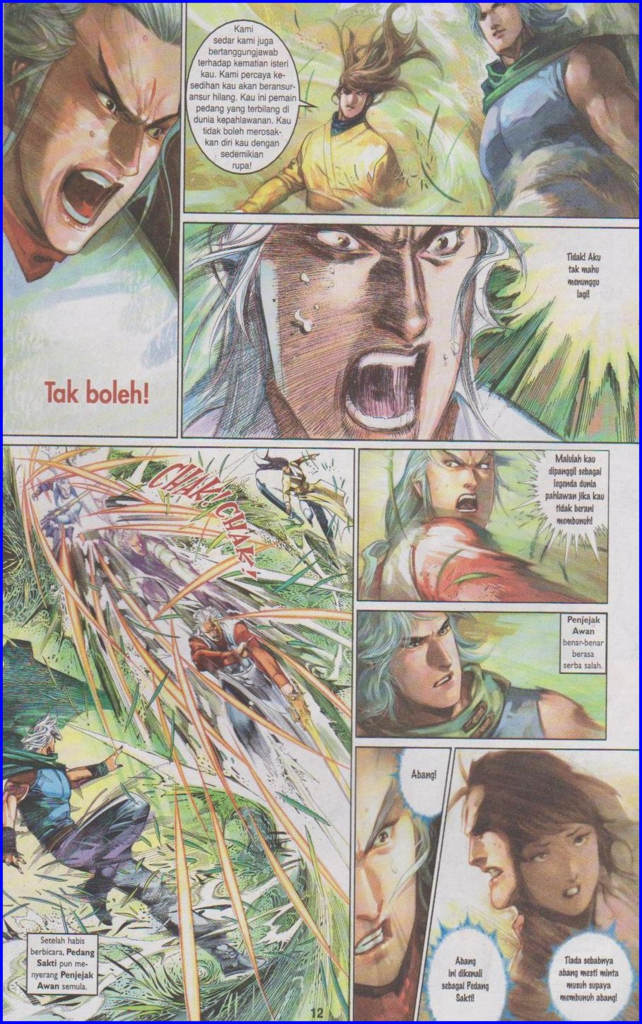 Kami
sedar kami juga
bertanggungjawab
terhadap kematian isteri
kau. Kami percaya ke-
sedihan kau akan beransur-
ansur hilang. Kau ini pemain
pedang yang terbilang di
dunia kepahlawanan. Kau
tidak boleh merosak-
kan diri kau dengan
sedemikian
rupa!
Tak boleh!
Tidak! Aku
tak mahu
menunggu
lagi!
CHAK! CHAK!
Setelah habis
berbicara, Pedang
Sakti pun me-
nyerang Penjejak
Awan semula.
Malulah kau
dipanggil sebagai
legenda dunia
pahlawan jika kau
tidak berani
membunuh!
Penjejak
Awan
benar-benar
berasa
serba salah.
Abang!
Abang
ini dikenali
sebagai Pedang
Sakti!
Tiada sebabnya
abang mesti minta
musuh supaya
membunuh abang!
12